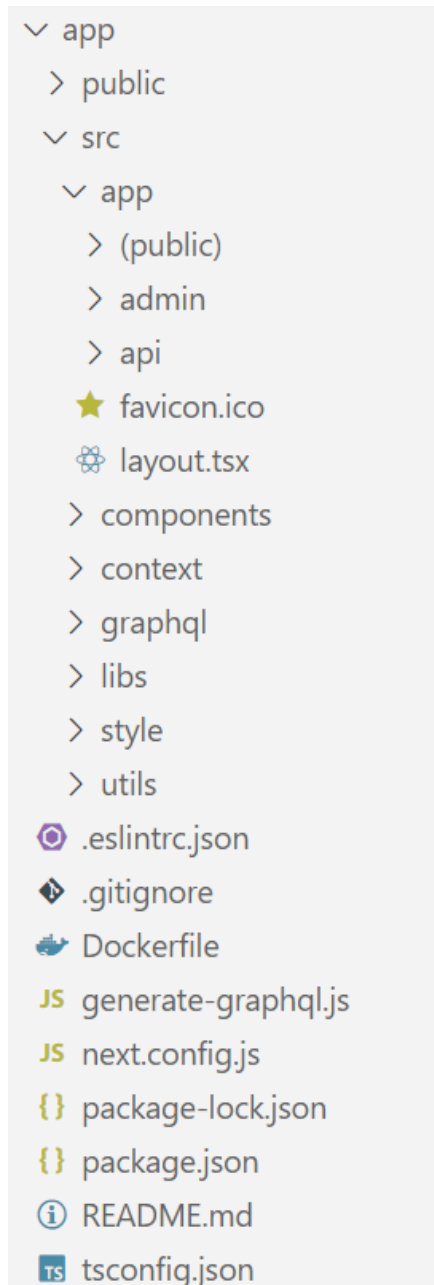 app
public
src
app
(public)
admin
api
favicon.ico
layout.tsx
components
context
graphql
libs
style
utils
.eslintrc.json
.gitignore
Dockerfile
JS generate-graphql.js
JS next.config.js
{} package-lock.json
{} package.json
README.md
TS tsconfig.json